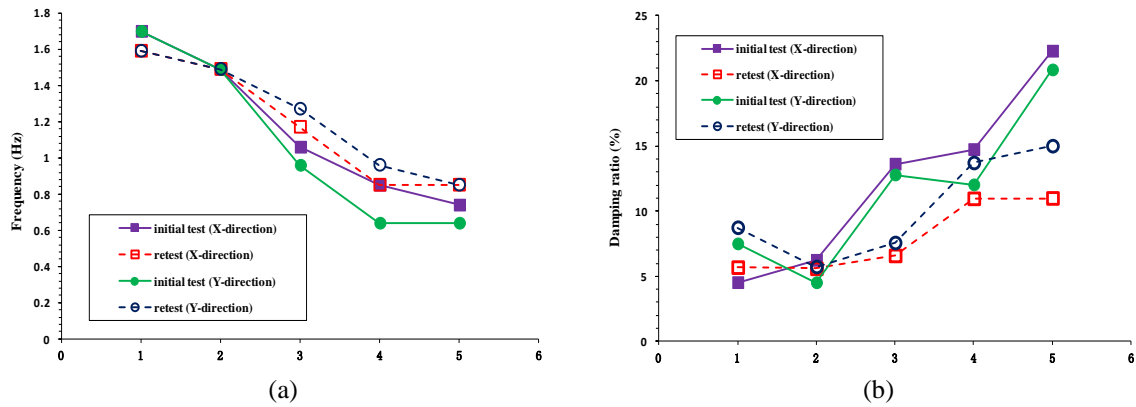 1.8
1.6
1.4
1.2
1
0.8
0.6
0.4
0.2
0
Frequency (Hz)
initial test (X-direction)
retest (X-direction)
initial test (Y-direction)
retest (Y-direction)
0 1 2 3 4 5 6
(a)
25
20
15
10
5
0
Damping ratio (%)
initial test (X-direction)
retest (X-direction)
initial test (Y-direction)
retest (Y-direction)
0 1 2 3 4 5 6
(b)